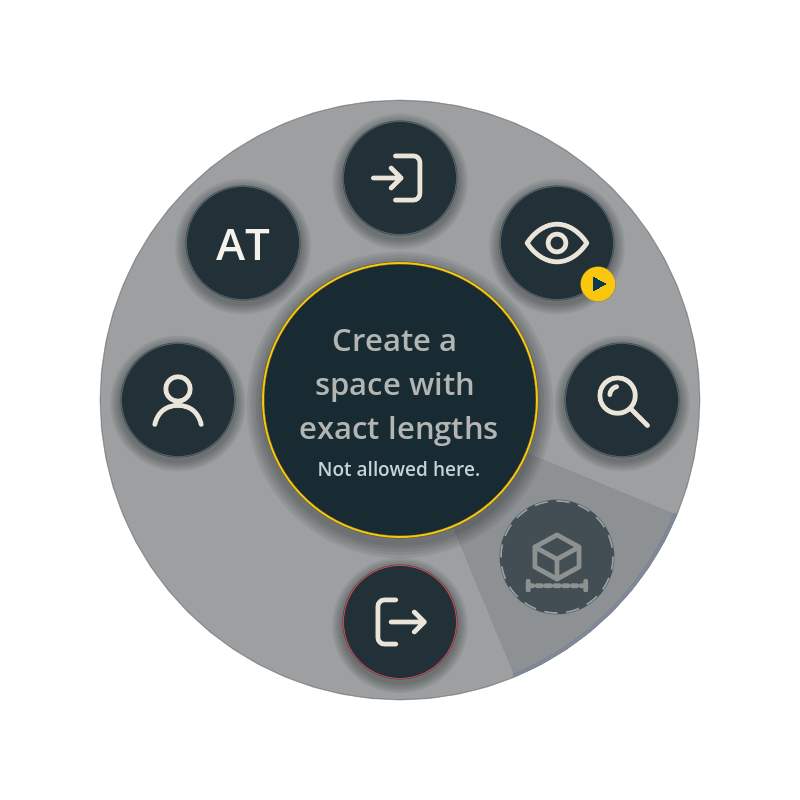 AT
Create a
space with
exact lengths
Not allowed here.